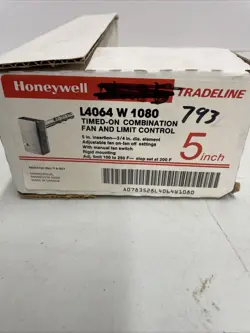 Honeywell
TRADELINE
L4064 W 1080
793
TIMED-ON COMBINATION
FAN AND LIMIT CONTROL
5 in. insertion—3/4 in. dia. element
Adjustable fan on-fan off settings
With manual fan switch
Rigid mounting
Adj. limit 100 to 250 F — stop set at 200 F
5 inch